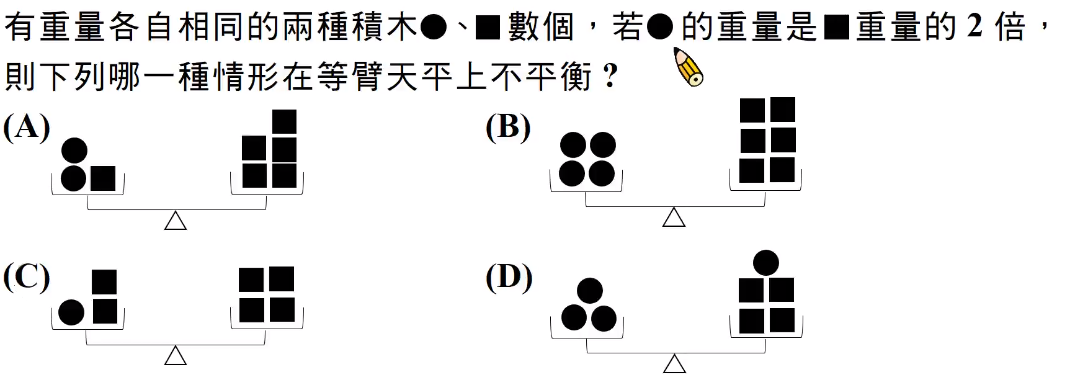 有重量各自相同的兩種積木●、■數個，若●的重量是■重量的 2 倍，
則下列哪一種情形在等臂天平上不平衡？
(A)
(B)
(C)
(D)